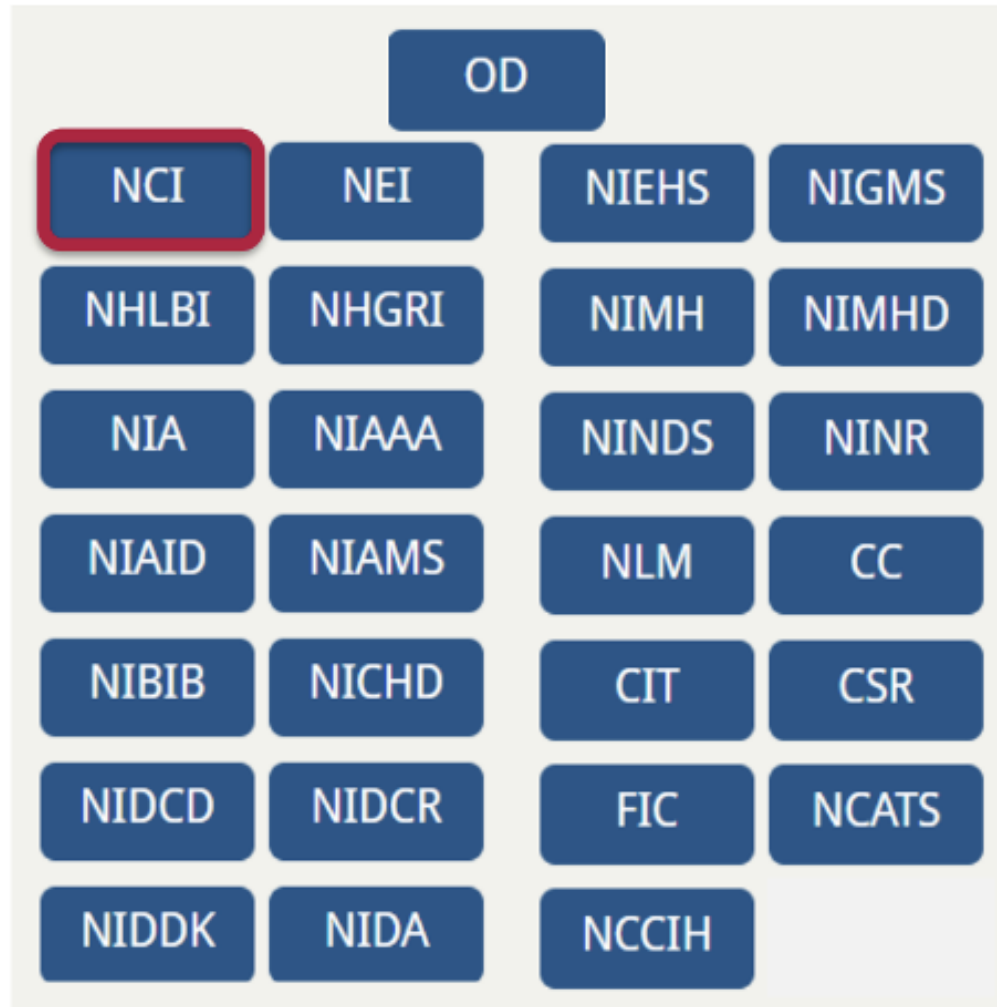 OD
NCI NEI NIEHS NIGMS
NHLBI NHGRI NIMH NIMHD
NIA NIAAA NINDS NINR
NIAID NIAMS NLM CC
NIBIB NICHD CIT CSR
NIDCD NIDCR FIC NCATS
NIDDK NIDA NCCIH